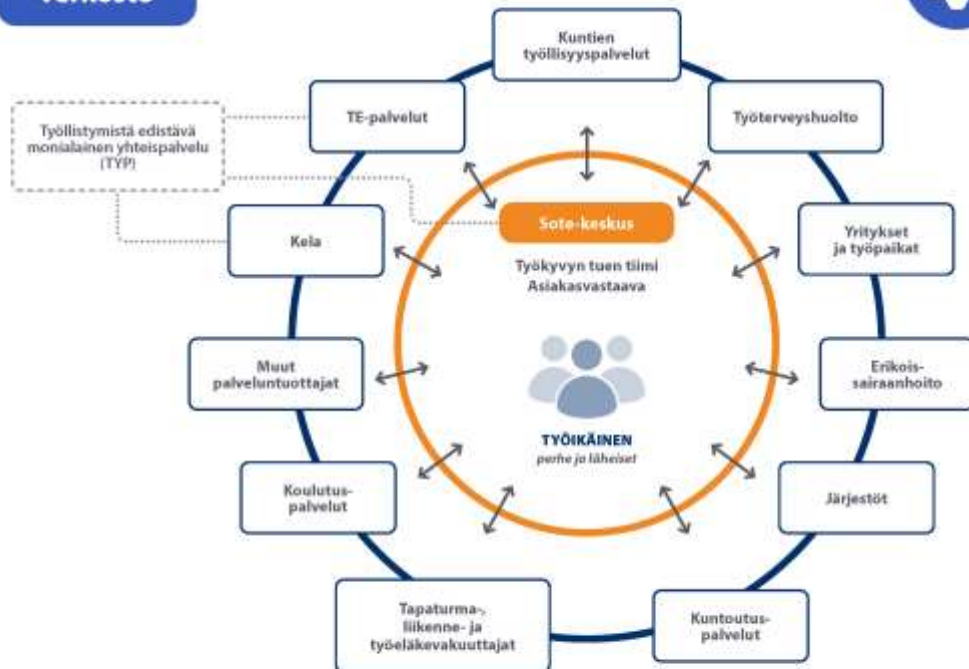 Kuntien
työllisyyspalvelut
TE-palvelut
Työterveyshuolto
Työllistymistä edistävä
monialainen yhteispalvelu
(TYP)
Kela
Sote-keskus
Yritykset
ja työpaikat
Työkyvyn tuen tiimi
Asiakasvastaava
Muut
palveluntuottajat
Erikois-
sairaanhoito
TYÖIKÄINEN
perhe ja läheiset
Koulutus-
palvelut
Järjestöt
Tapaturma-,
liikenne- ja
työeläkevakuuttajat
Kuntoutus-
palvelut